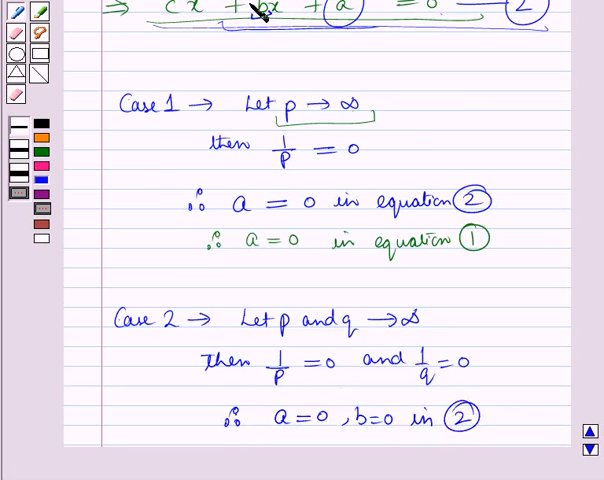 ⇒ cx² + bx + a = 0 — ②
Case 1 → Let p → ∞
then 1/p = 0
∴ a = 0 in equation ②
∴ a = 0 in equation ①
Case 2 → Let p and q → ∞
Then 1/p = 0 and 1/q = 0
∴ a = 0 , b = 0 in ②